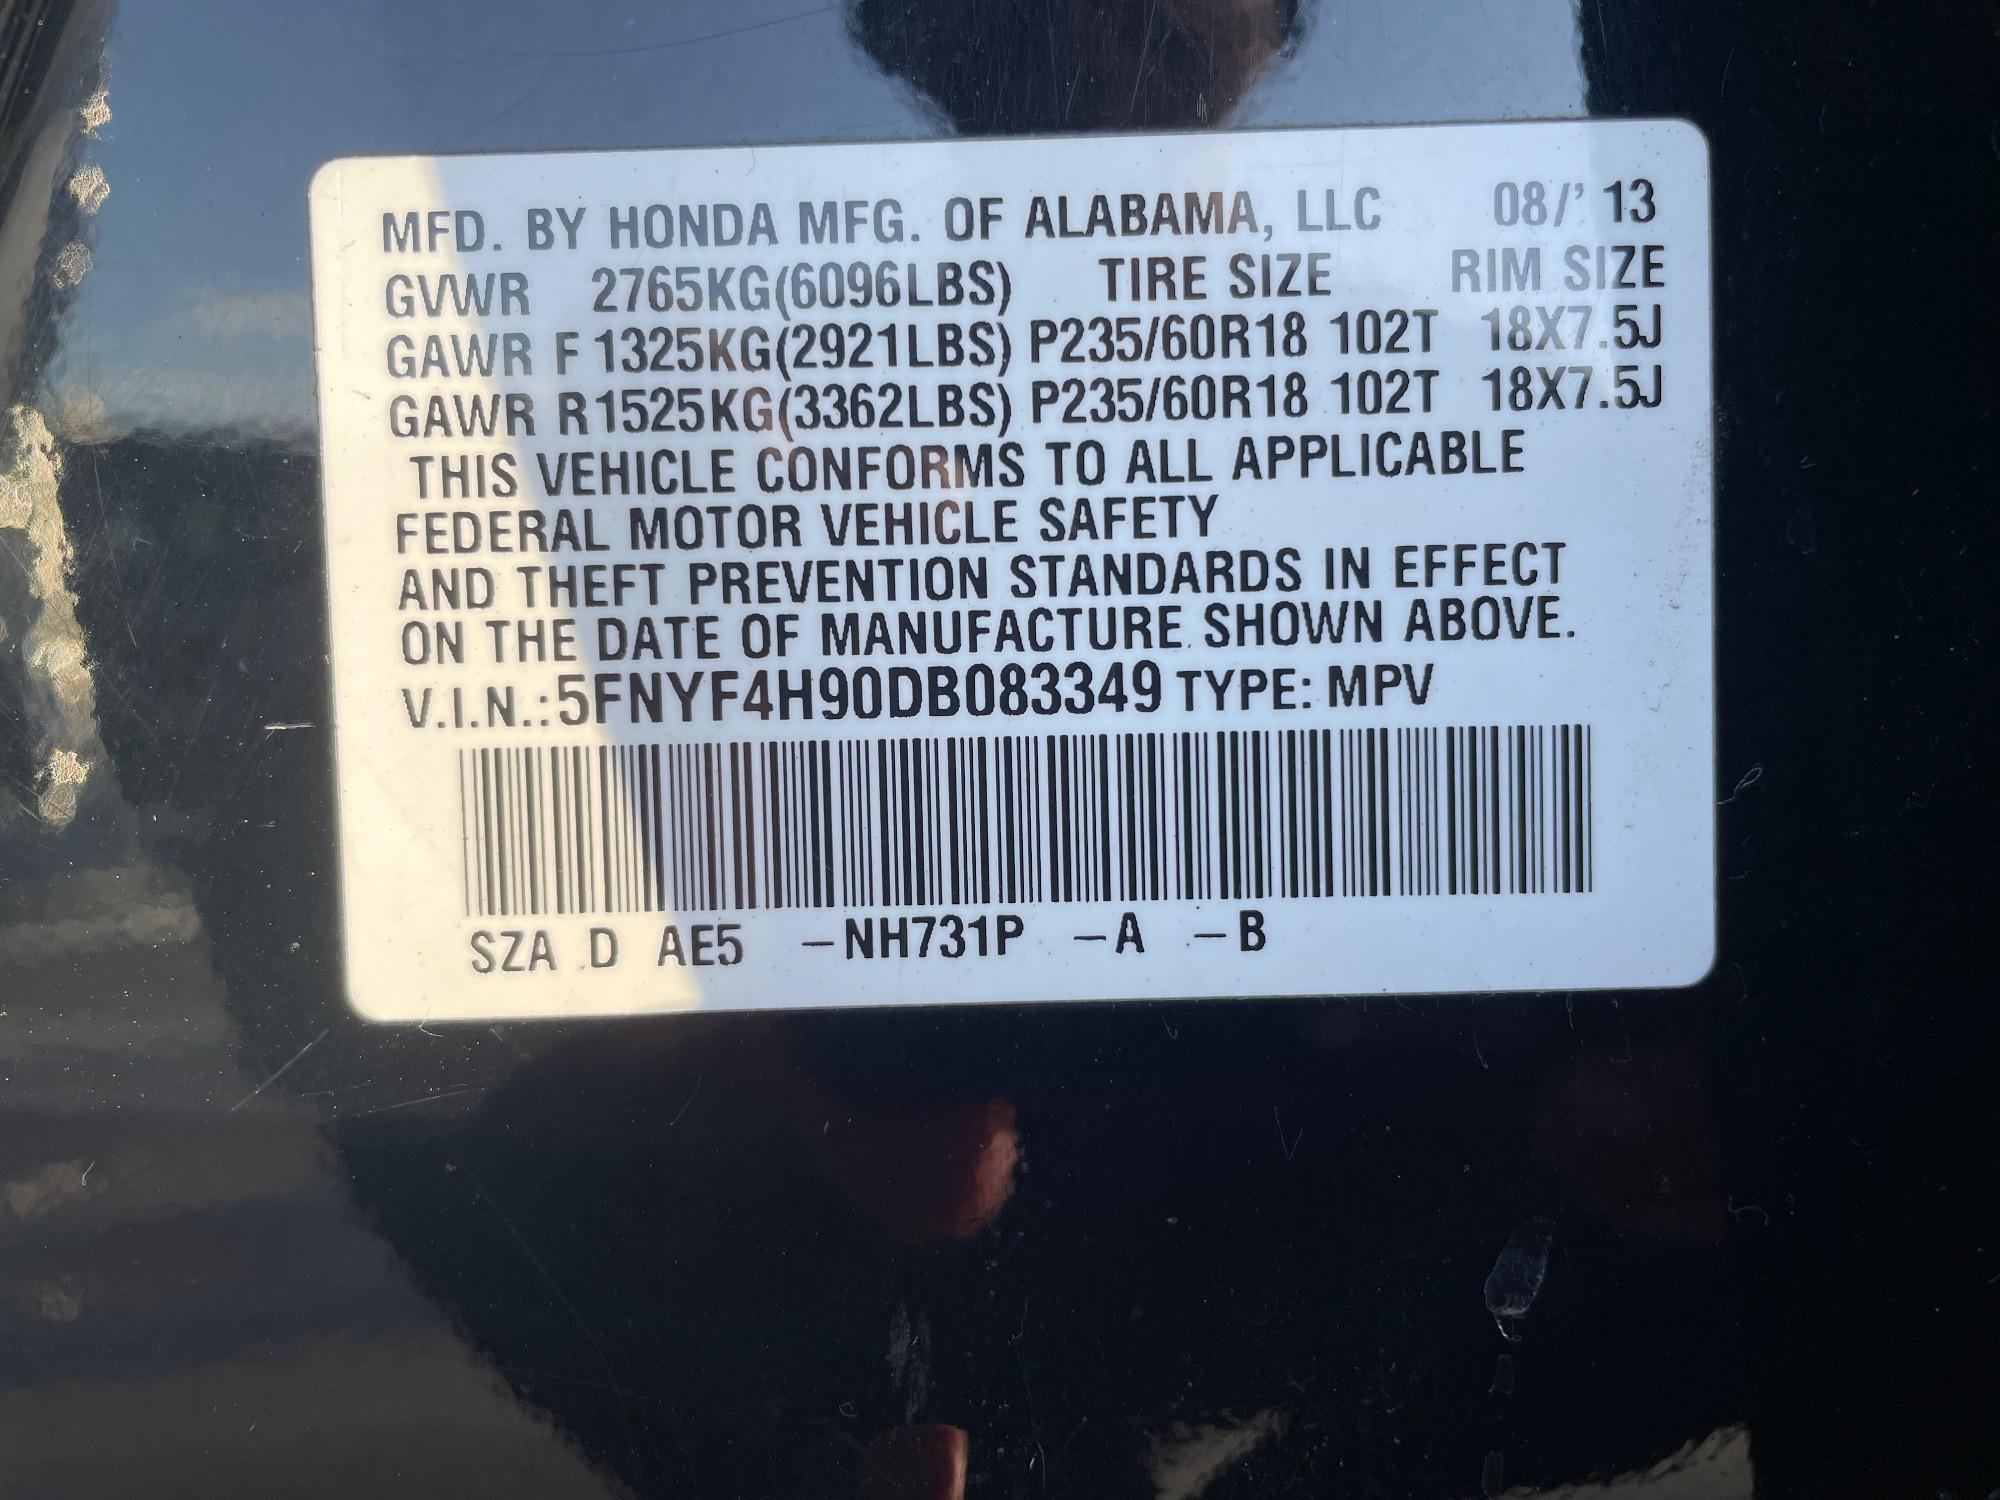 MFD. BY HONDA MFG. OF ALABAMA, LLC 08/' 13
GVWR 2765KG(6096LBS) TIRE SIZE RIM SIZE
GAWR F 1325KG(2921LBS) P235/60R18 102T 18X7.5J
GAWR R1525KG(3362LBS) P235/60R18 102T 18X7.5J
THIS VEHICLE CONFORMS TO ALL APPLICABLE
FEDERAL MOTOR VEHICLE SAFETY
AND THEFT PREVENTION STANDARDS IN EFFECT
ON THE DATE OF MANUFACTURE SHOWN ABOVE.
V.I.N.:5FNYF4H90DB083349 TYPE: MPV
SZA D AE5 –NH731P –A –B